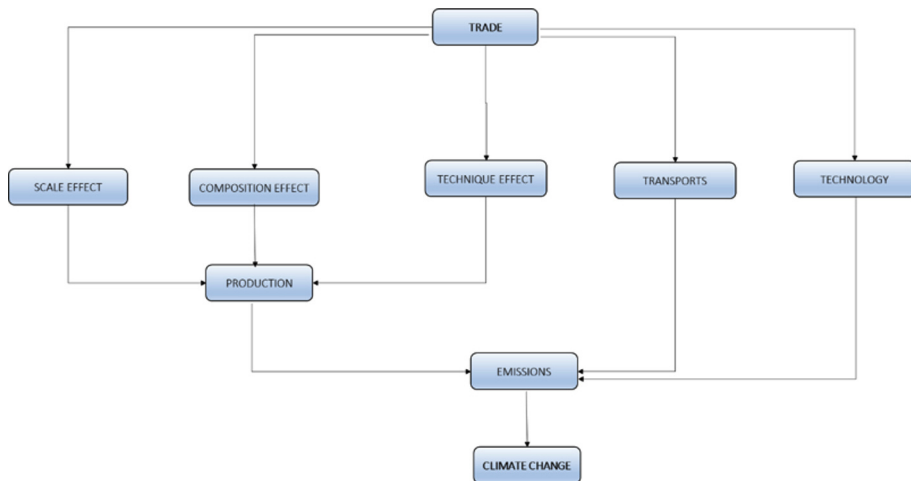 TRADE
SCALE EFFECT
COMPOSITION EFFECT
TECHNIQUE EFFECT
TRANSPORTS
TECHNOLOGY
PRODUCTION
EMISSIONS
CLIMATE CHANGE